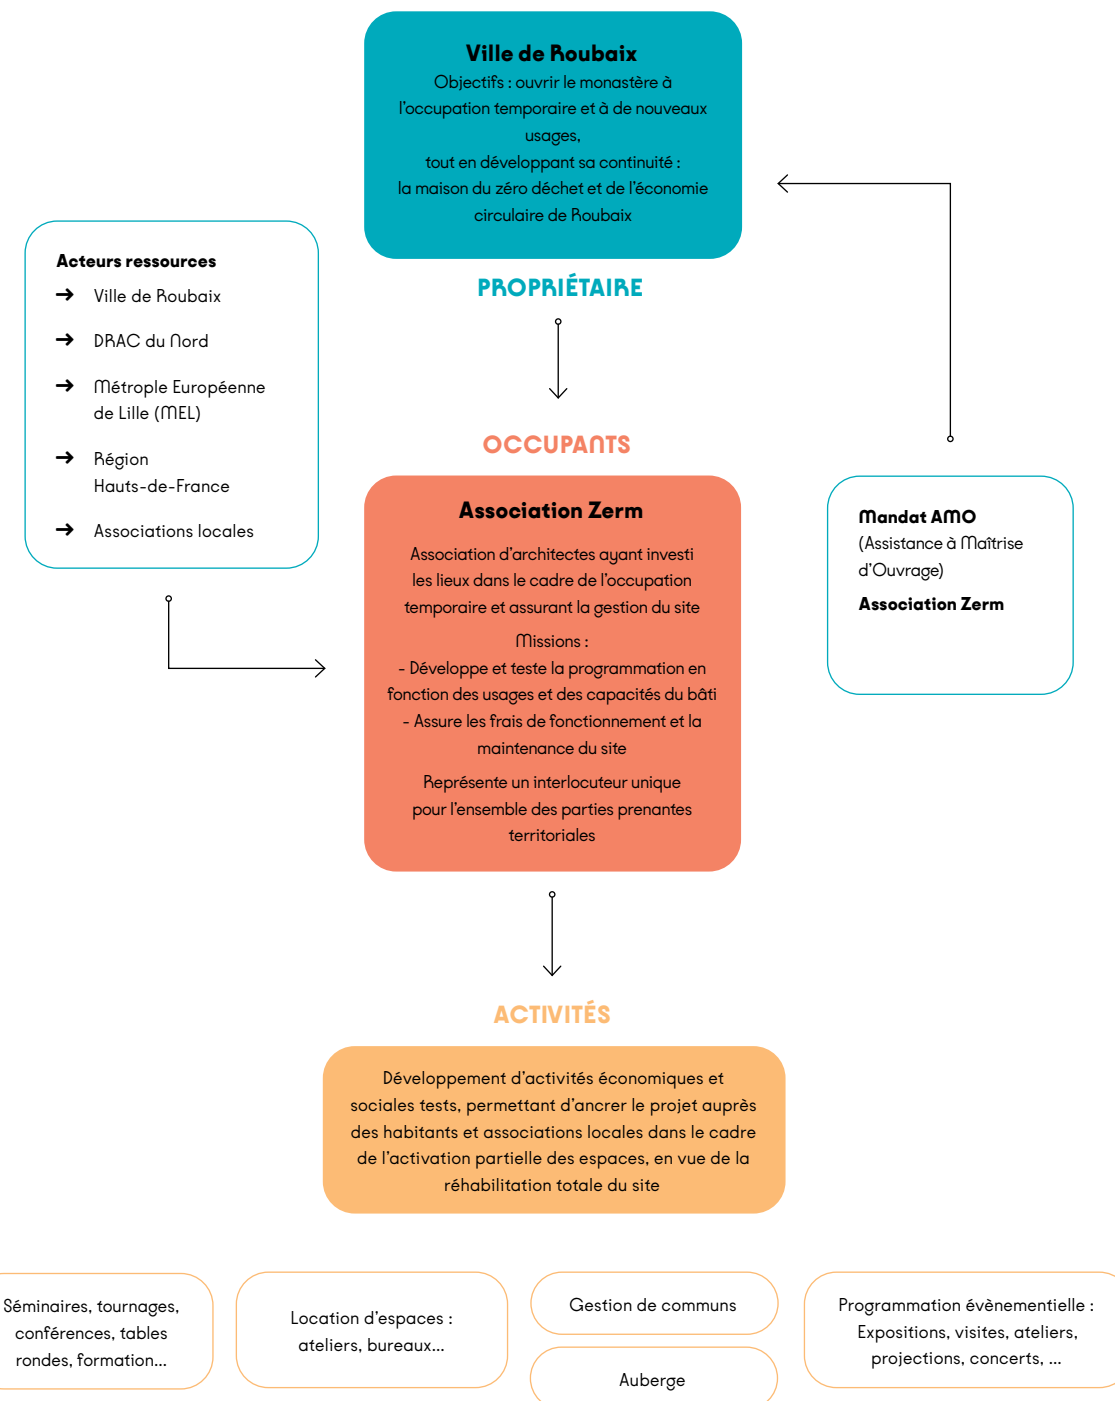 Ville de Roubaix
Objectifs : ouvrir le monastère à
l'occupation temporaire et à de nouveaux
usages,
tout en développant sa continuité :
la maison du zéro déchet et de l'économie
circulaire de Roubaix
PROPRIÉTAIRE
Acteurs ressources
→ Ville de Roubaix
→ DRAC du Nord
→ Métrople Européenne
de Lille (MEL)
→ Région
Hauts-de-France
→ Associations locales
OCCUPANTS
Association Zerm
Association d'architectes ayant investi
les lieux dans le cadre de l'occupation
temporaire et assurant la gestion du site
Missions :
- Développe et teste la programmation en
fonction des usages et des capacités du bâti
- Assure les frais de fonctionnement et la
maintenance du site
Représente un interlocuteur unique
pour l'ensemble des parties prenantes
territoriales
Mandat AMO
(Assistance à Maîtrise
d'Ouvrage)
Association Zerm
ACTIVITÉS
Développement d'activités économiques et
sociales tests, permettant d'ancrer le projet auprès
des habitants et associations locales dans le cadre
de l'activation partielle des espaces, en vue de la
réhabilitation totale du site
Séminaires, tournages,
conférences, tables
rondes, formation...
Location d'espaces :
ateliers, bureaux...
Gestion de communs
Auberge
Programmation évènementielle :
Expositions, visites, ateliers,
projections, concerts, ...